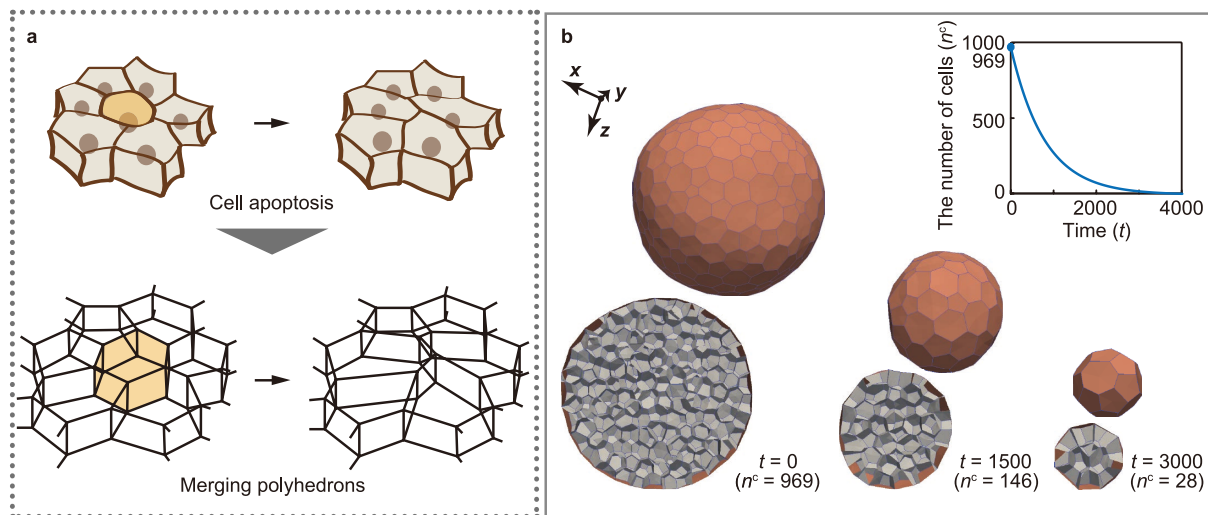 a
Cell apoptosis
Merging polyhedrons
b
x
y
z
The number of cells (nᶜ)
1000
969
500
0
0
2000
4000
Time (t)
t = 0
(nᶜ = 969)
t = 1500
(nᶜ = 146)
t = 3000
(nᶜ = 28)